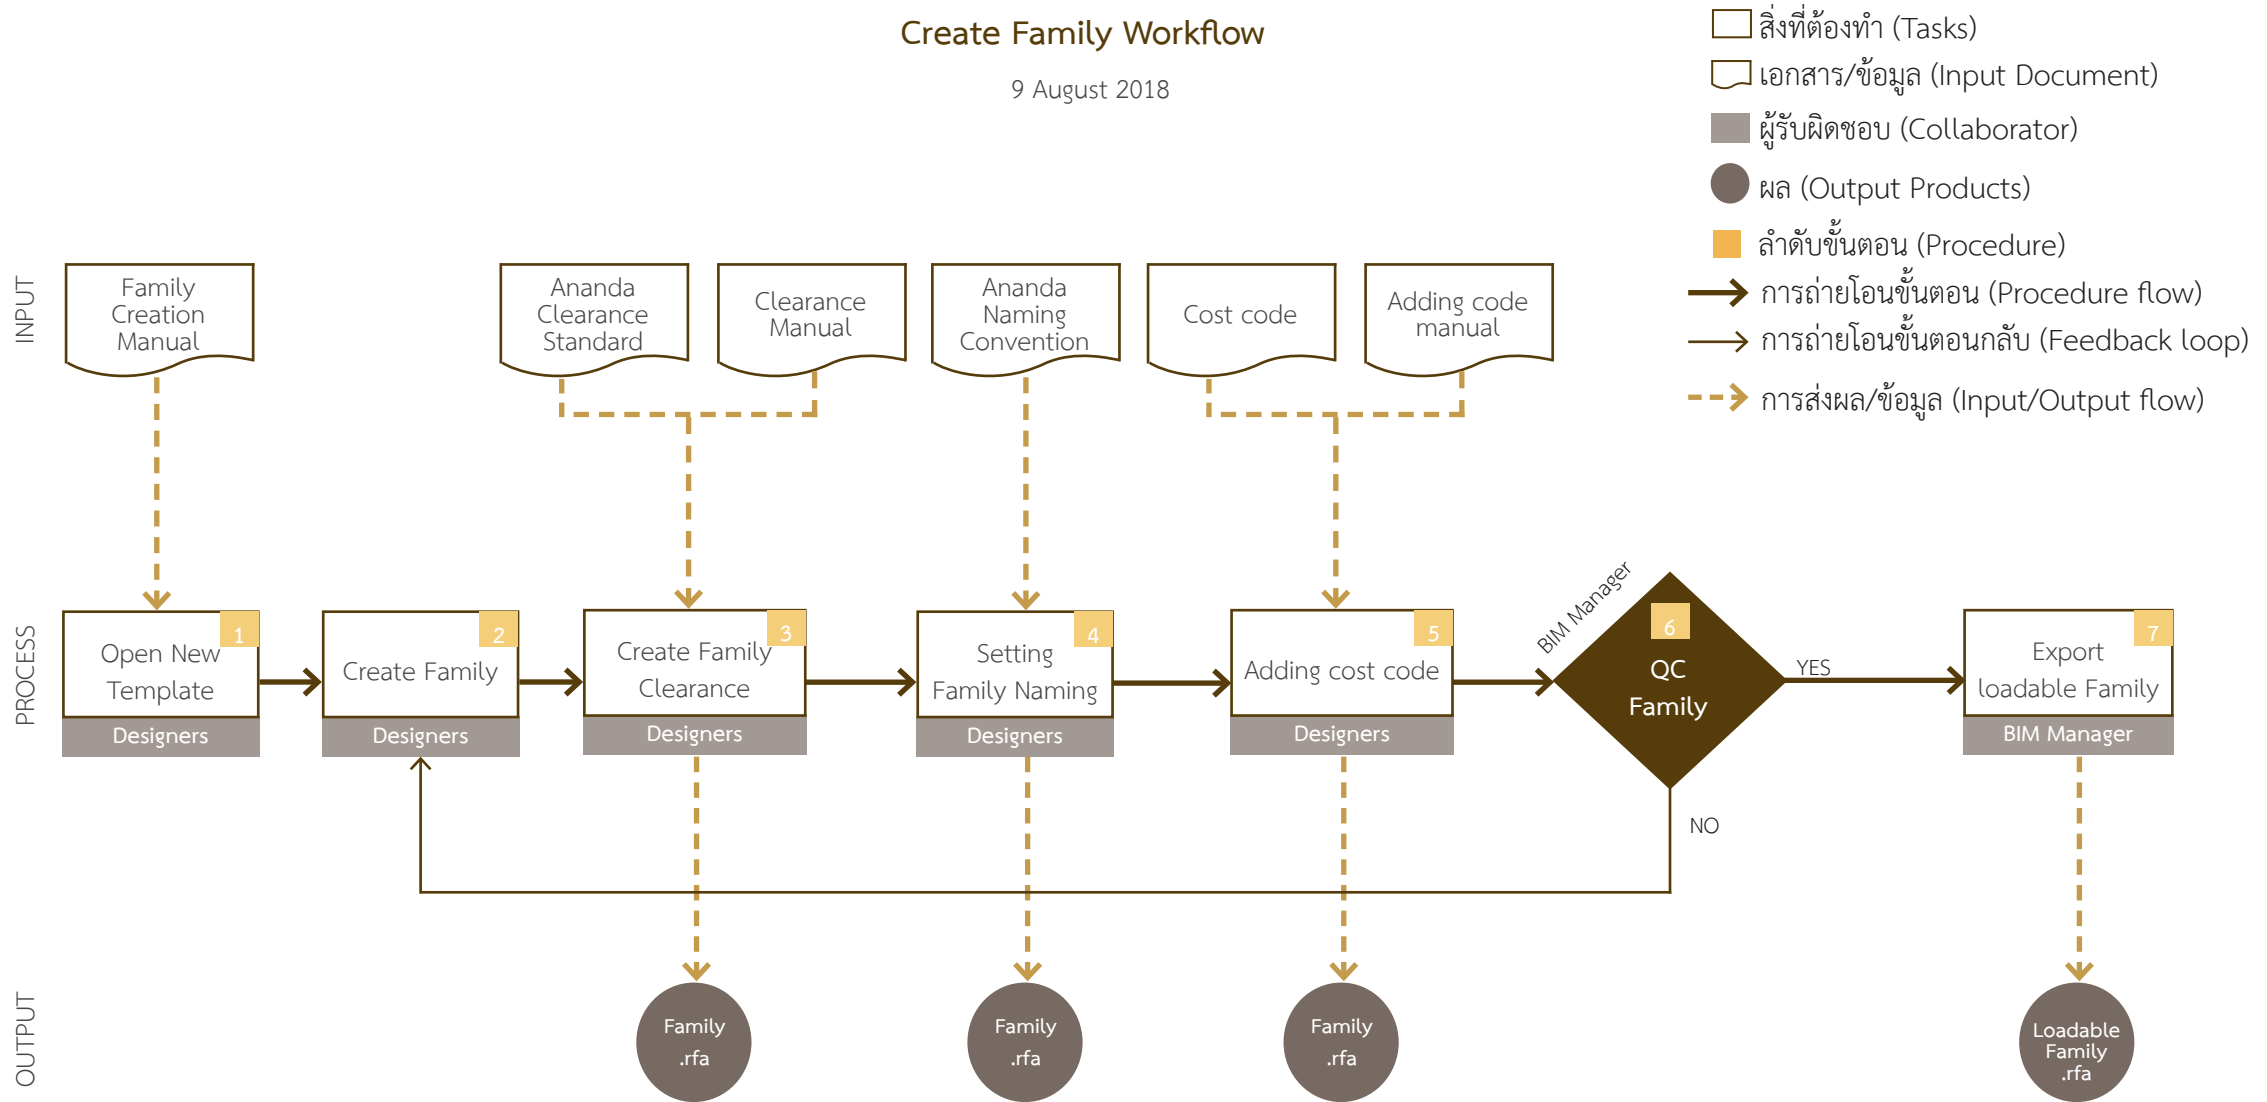 Create Family Workflow
9 August 2018
สิ่งที่ต้องทำ (Tasks)
เอกสาร/ข้อมูล (Input Document)
ผู้รับผิดชอบ (Collaborator)
ผล (Output Products)
ลำดับขั้นตอน (Procedure)
การถ่ายโอนขั้นตอน (Procedure flow)
การถ่ายโอนขั้นตอนกลับ (Feedback loop)
การส่งผล/ข้อมูล (Input/Output flow)
INPUT
Family
Creation
Manual
Ananda
Clearance
Standard
Clearance
Manual
Ananda
Naming
Convention
Cost code
Adding code
manual
PROCESS
1
Open New
Template
Designers
2
Create Family
Designers
3
Create Family
Clearance
Designers
4
Setting
Family Naming
Designers
5
Adding cost code
Designers
BIM Manager
6
QC
Family
YES
NO
7
Export
loadable Family
BIM Manager
OUTPUT
Family
.rfa
Family
.rfa
Family
.rfa
Loadable
Family
.rfa